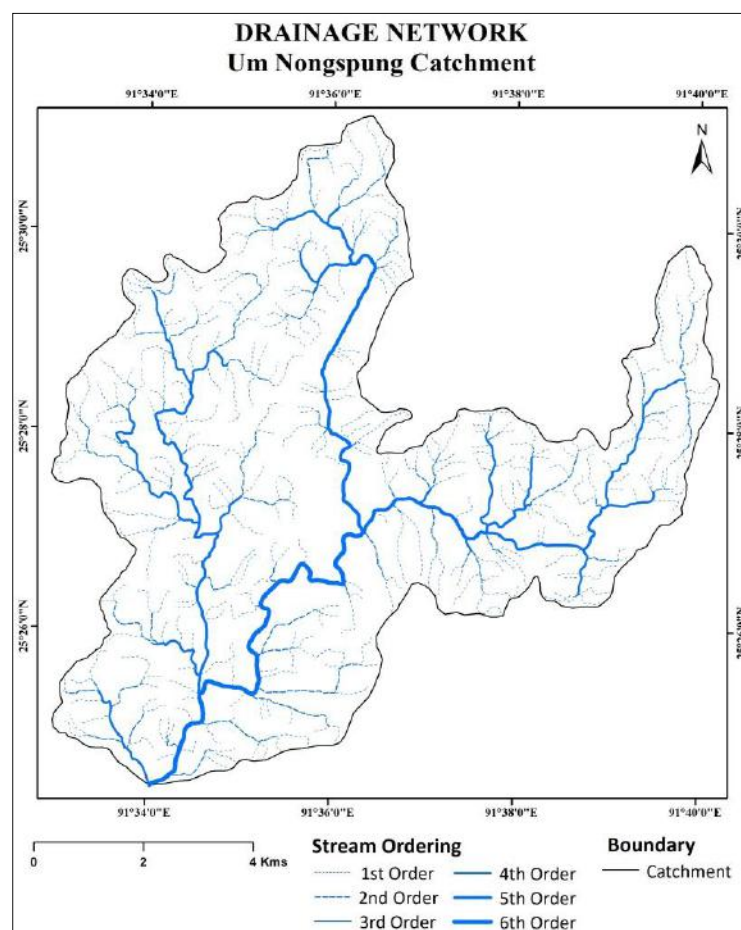 DRAINAGE NETWORK
Um Nongspung Catchment
91°34'0"E 91°36'0"E 91°38'0"E 91°40'0"E
N
25°30'0"N
25°28'0"N
25°26'0"N
91°34'0"E 91°36'0"E 91°38'0"E 91°40'0"E
0 2 4 Kms
Stream Ordering Boundary
1st Order 4th Order Catchment
2nd Order 5th Order
3rd Order 6th Order